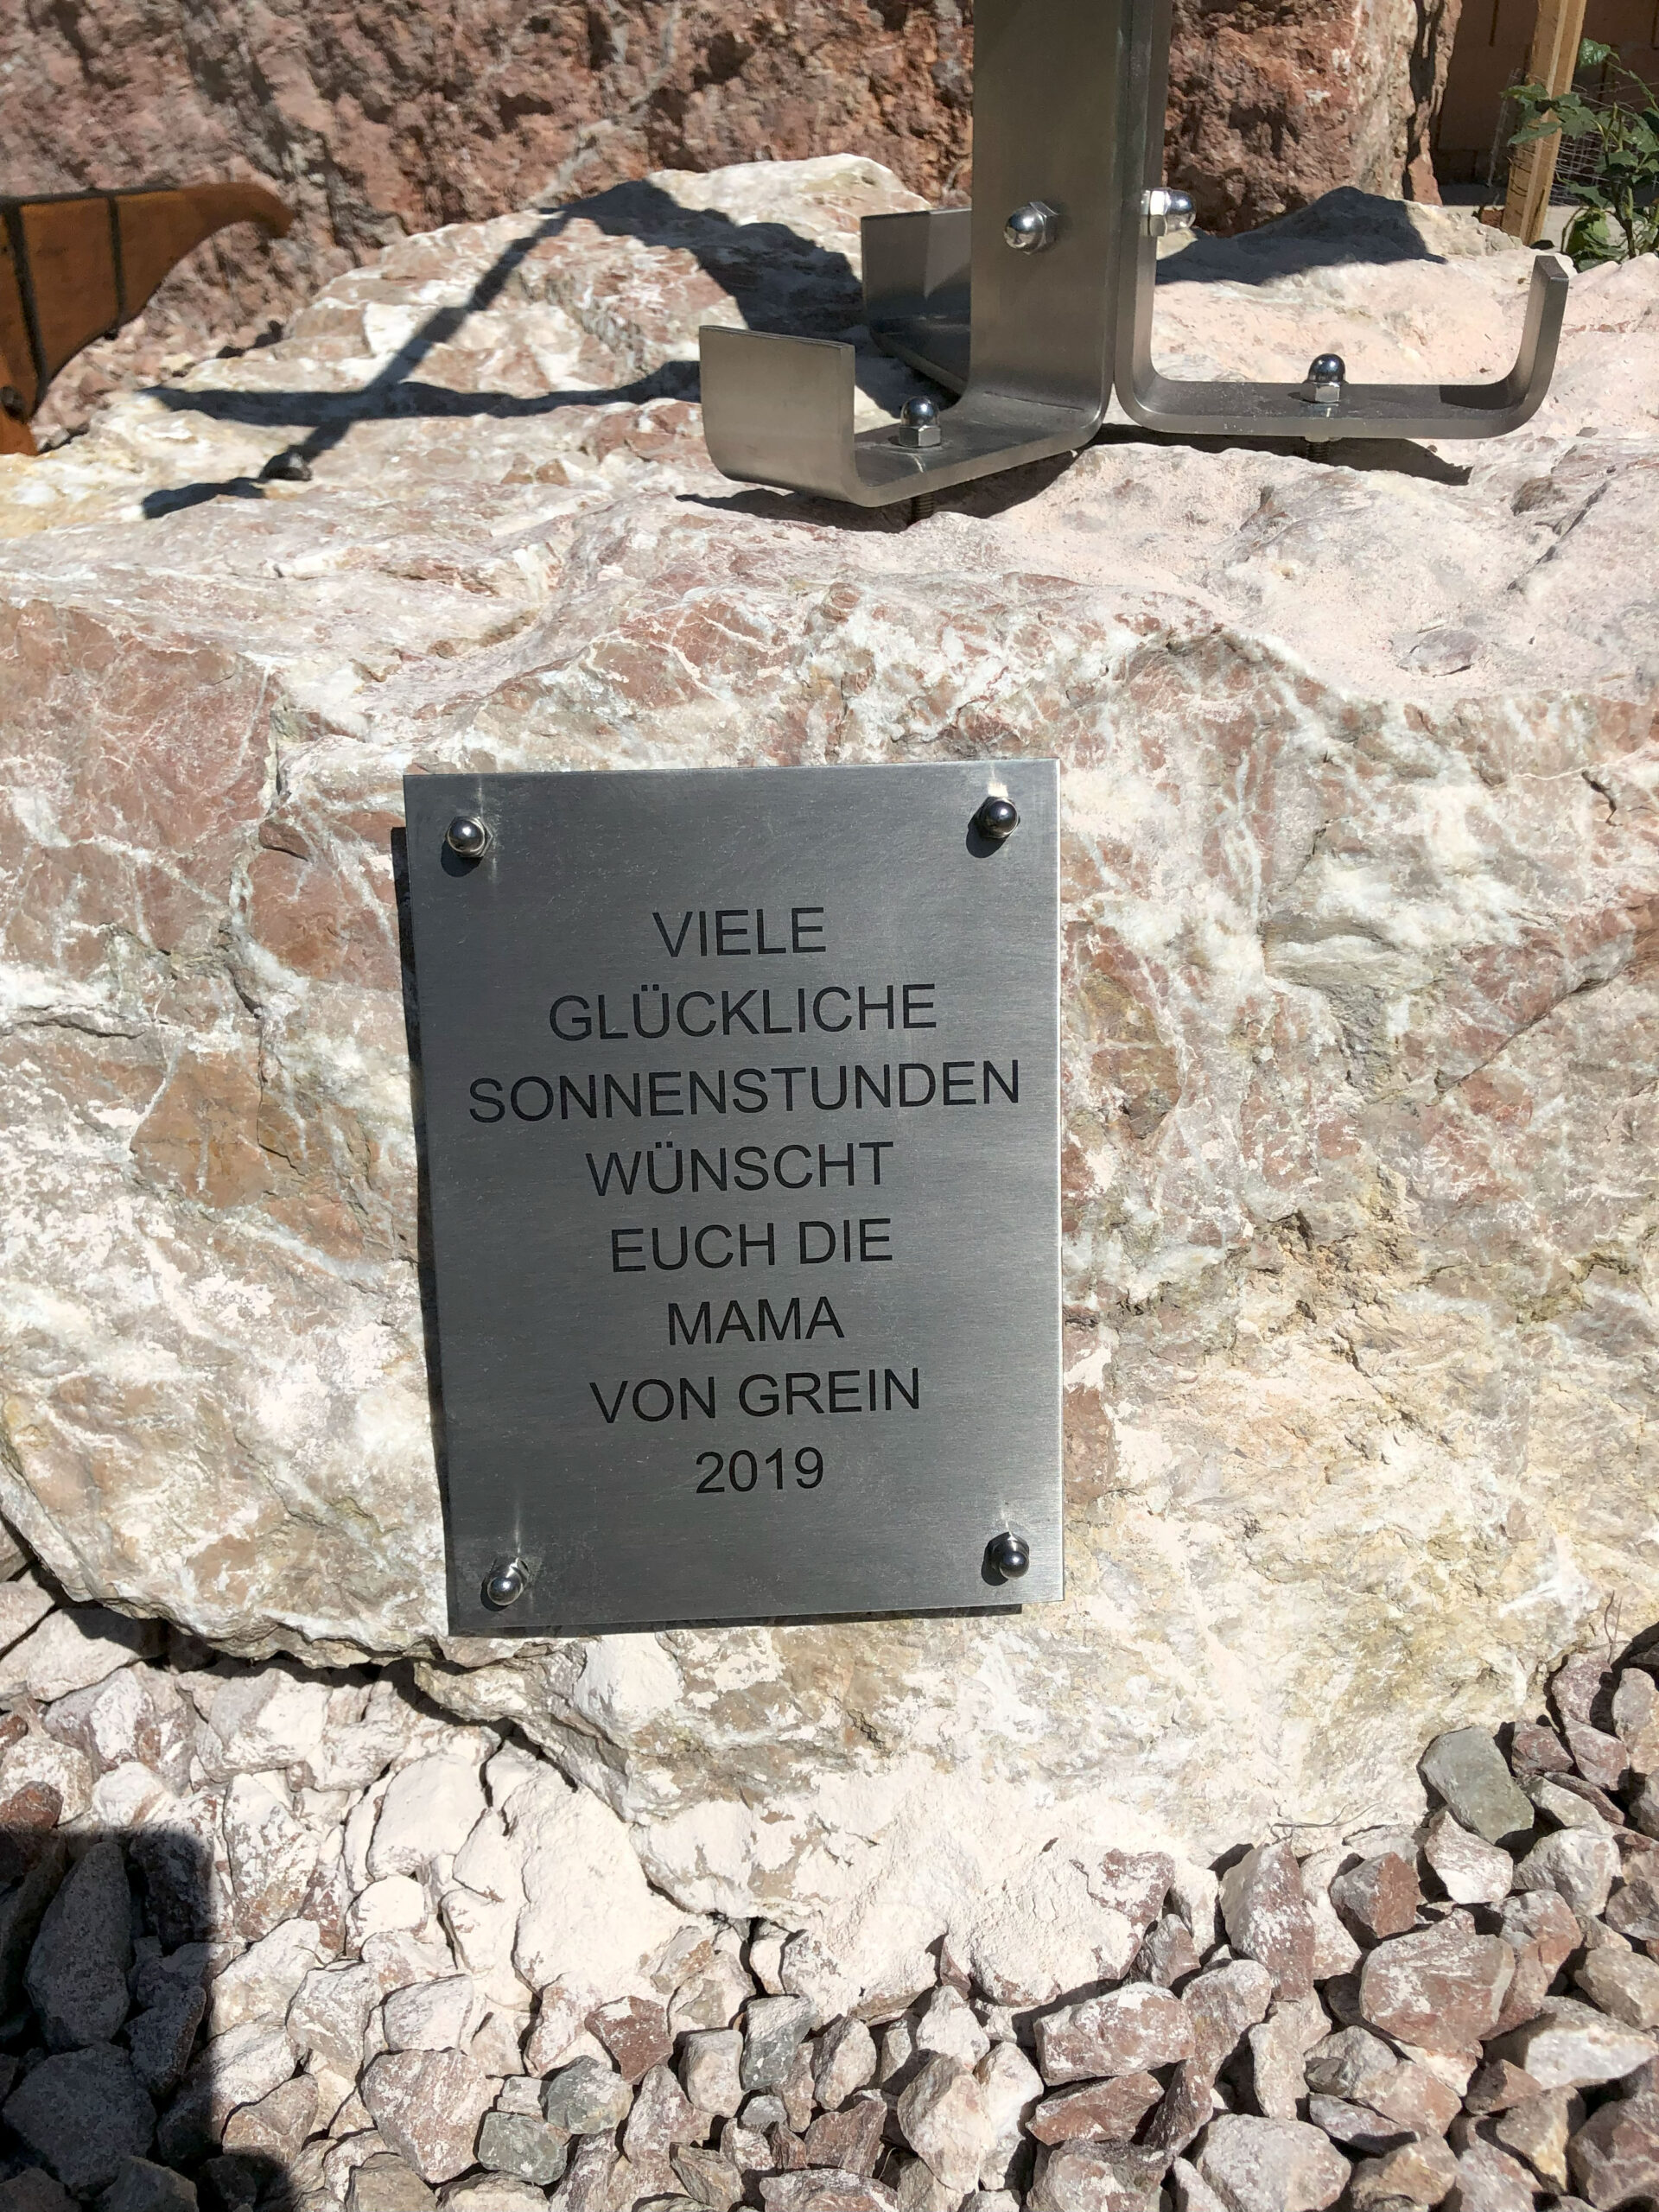 VIELE
GLÜCKLICHE
SONNENSTUNDEN
WÜNSCHT
EUCH DIE
MAMA
VON GREIN
2019